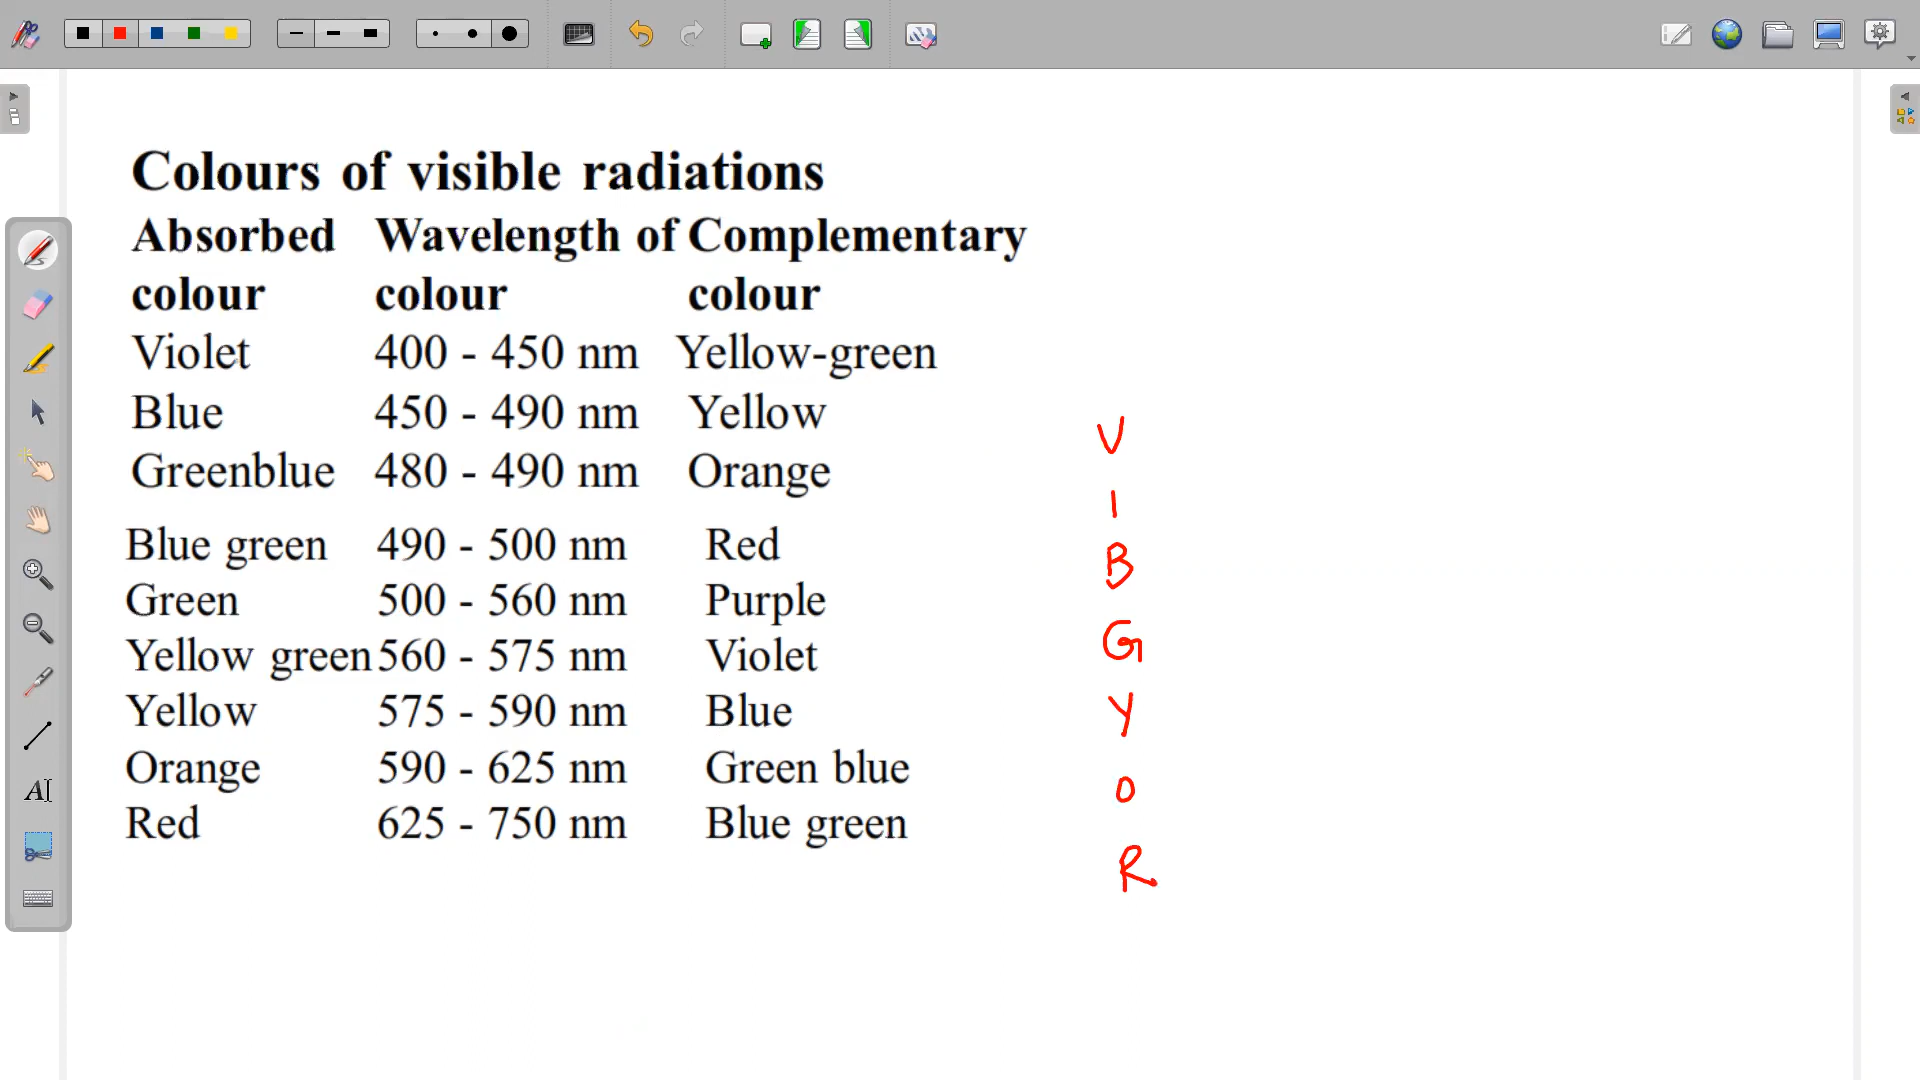 Colours of visible radiations
Absorbed colour Wavelength of colour Complementary colour
Violet 400 - 450 nm Yellow-green
Blue 450 - 490 nm Yellow
Greenblue 480 - 490 nm Orange
Blue green 490 - 500 nm Red
Green 500 - 560 nm Purple
Yellow green 560 - 575 nm Violet
Yellow 575 - 590 nm Blue
Orange 590 - 625 nm Green blue
Red 625 - 750 nm Blue green
V
I
B
G
Y
O
R
AI